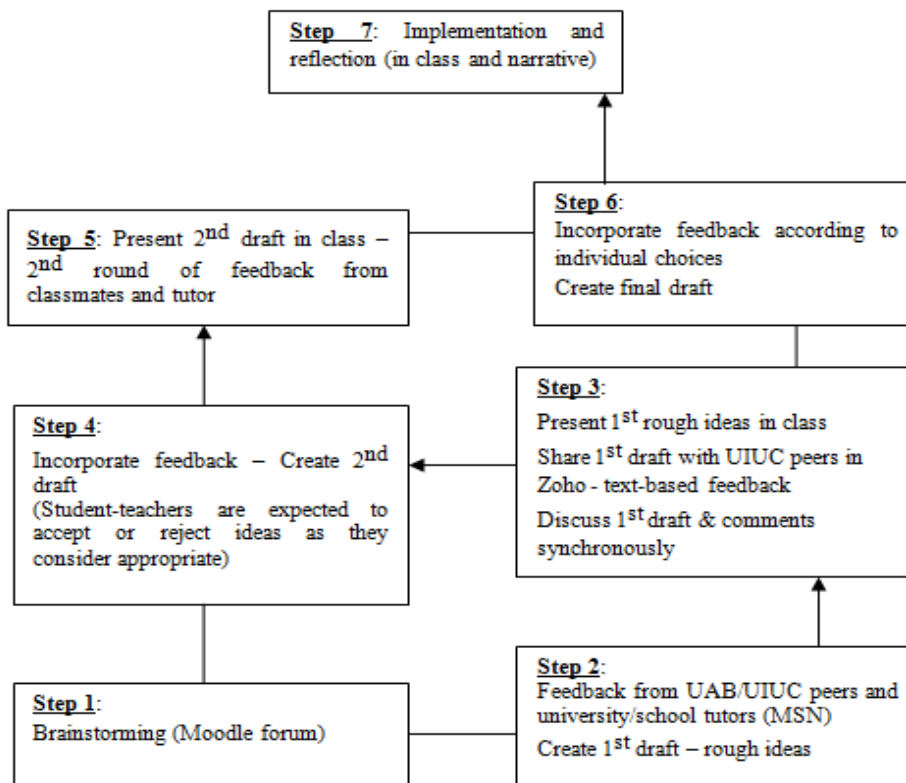 Step 7: Implementation and
reflection (in class and narrative)
Step 5: Present 2nd draft in class –
2nd round of feedback from
classmates and tutor
Step 6:
Incorporate feedback according to
individual choices
Create final draft
Step 4:
Incorporate feedback – Create 2nd
draft
(Student-teachers are expected to
accept or reject ideas as they
consider appropriate)
Step 3:
Present 1st rough ideas in class
Share 1st draft with UIUC peers in
Zoho - text-based feedback
Discuss 1st draft & comments
synchronously
Step 1:
Brainstorming (Moodle forum)
Step 2:
Feedback from UAB/UIUC peers and
university/school tutors (MSN)
Create 1st draft – rough ideas